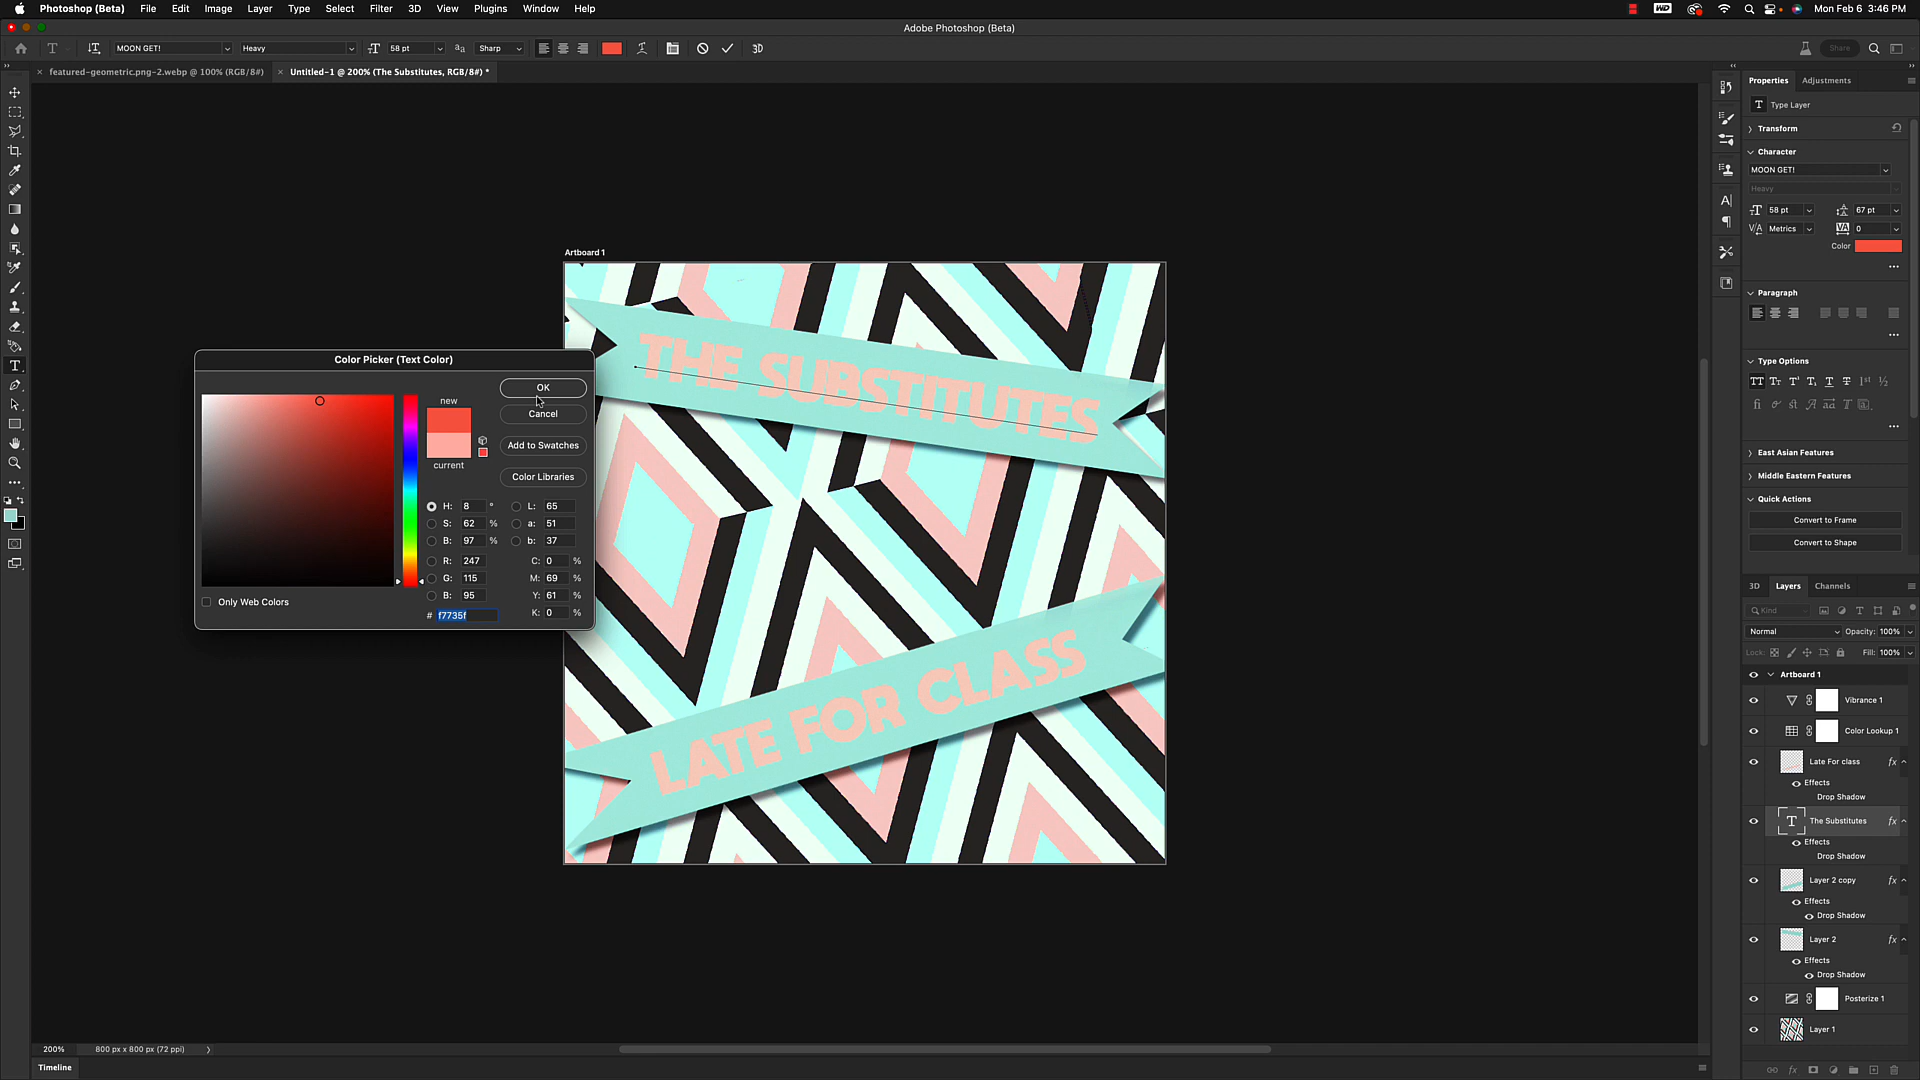 Photoshop (Beta) File Edit Image Layer Type Select Filter 3D View Plugins Window Help Mon Feb 6 3:46 PM
Adobe Photoshop (Beta)
MOON GET! Heavy 58 pt Sharp 3D Share
featured-geometric.png-2.webp @ 100% (RGB/8#) Untitled-1 @ 200% (The Substitutes, RGB/8#) *
Artboard 1
THE SUBSTITUTES
LATE FOR CLASS
Color Picker (Text Color)
new
current
OK
Cancel
Add to Swatches
Color Libraries
H: 8 ° L: 65
S: 62 % a: 51
B: 97 % b: 37
R: 247 C: 0 %
G: 115 M: 69 %
B: 95 Y: 61 %
# f7735f K: 0 %
Only Web Colors
Properties Adjustments
Type Layer
Transform
Character
MOON GET!
Heavy
58 pt 67 pt
Metrics 0
Color
Paragraph
Type Options
East Asian Features
Middle Eastern Features
Quick Actions
Convert to Frame
Convert to Shape
3D Layers Channels
Kind
Normal Opacity: 100%
Lock: Fill: 100%
Artboard 1
Vibrance 1
Color Lookup 1
Late For class fx
Effects
Drop Shadow
The Substitutes fx
Effects
Drop Shadow
Layer 2 copy fx
Effects
Drop Shadow
Layer 2 fx
Effects
Drop Shadow
Posterize 1
Layer 1
200% 800 px x 800 px (72 ppi)
Timeline